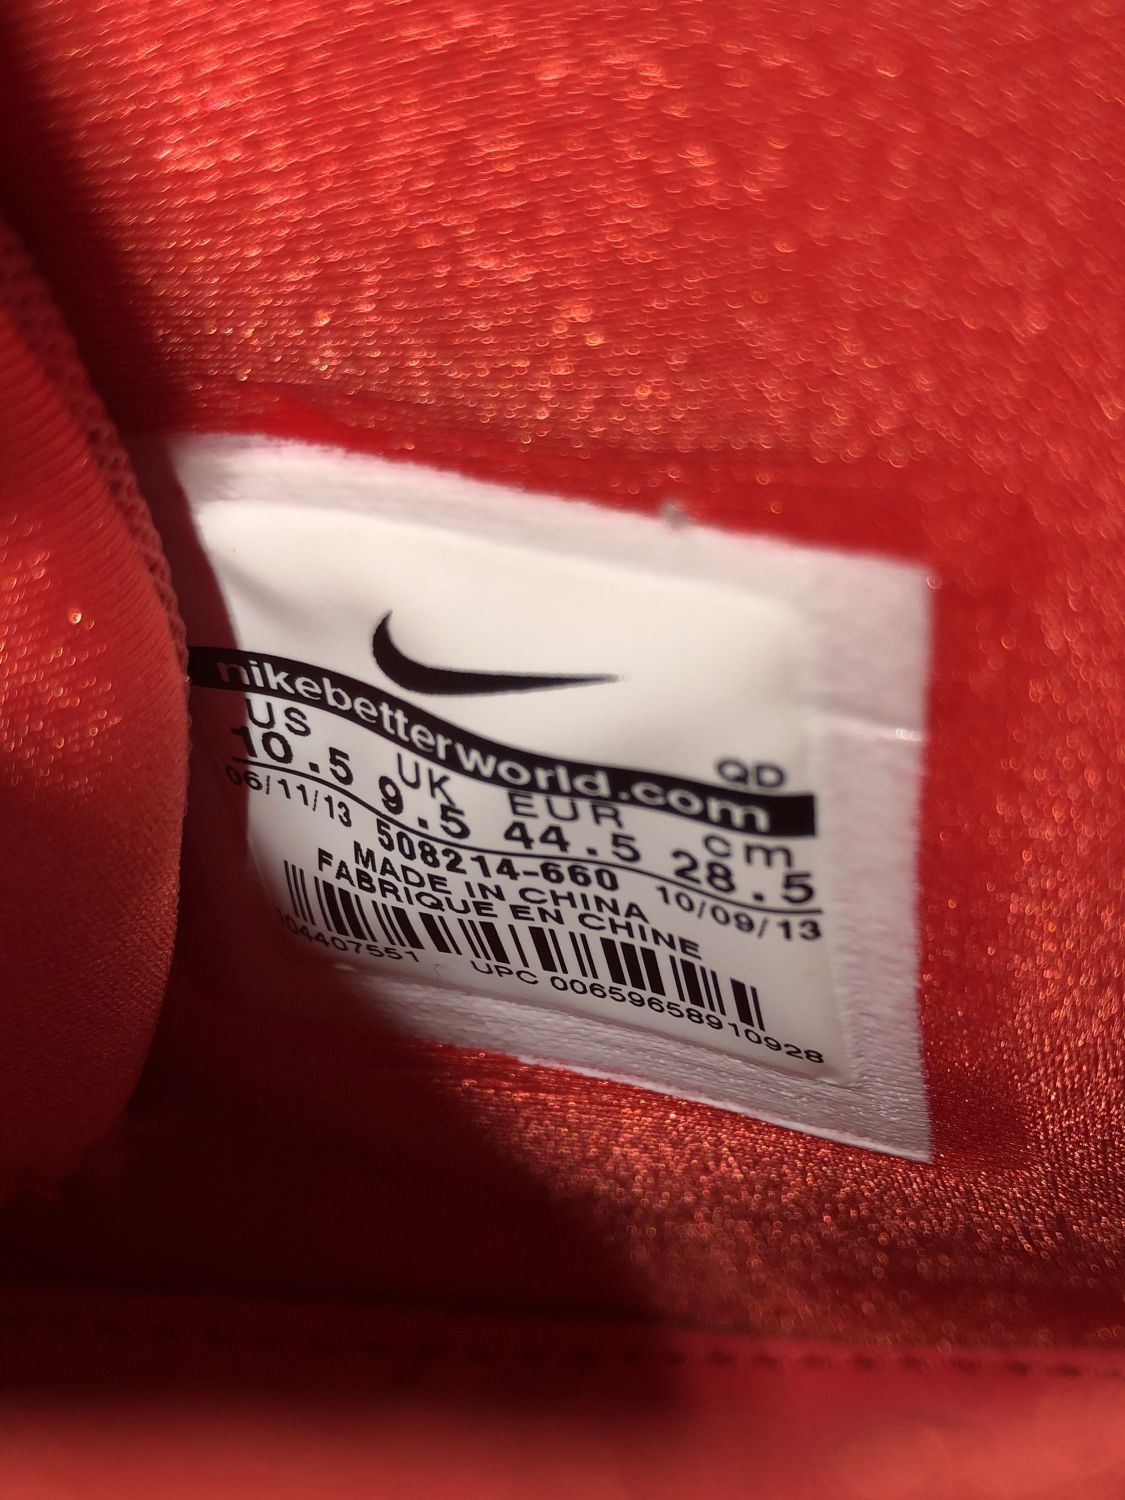 nikebetterworld.com
QD
US UK EUR cm
10.5 9.5 44.5 28.5
06/11/13 508214-660 10/09/13
MADE IN CHINA
FABRIQUE EN CHINE
104407551 UPC 00659658910928